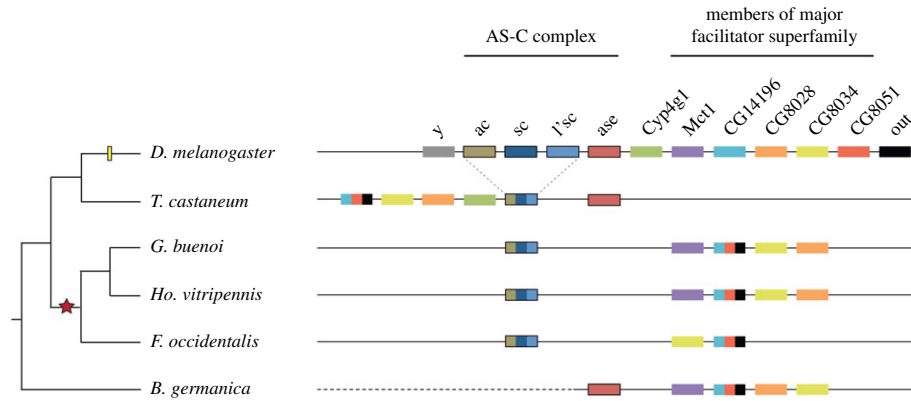 members of major
facilitator superfamily
AS-C complex
y
ac
sc
l'sc
ase
Cyp4g1
Mct1
CG14196
CG8028
CG8034
CG8051
out
D. melanogaster
T. castaneum
G. buenoi
Ho. vitripennis
F. occidentalis
B. germanica